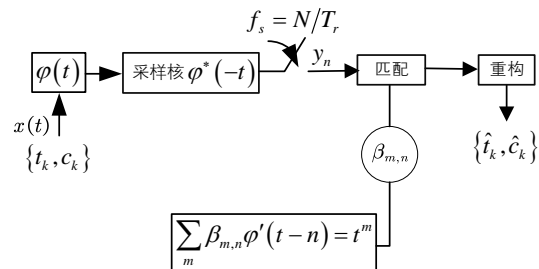 f_s = N/T_r
φ(t)
采样核 φ*(-t)
y_n
匹配
重构
x(t)
{t_k, c_k}
{t̂_k, ĉ_k}
β_{m,n}
∑_m β_{m,n}φ′(t-n) = t^m